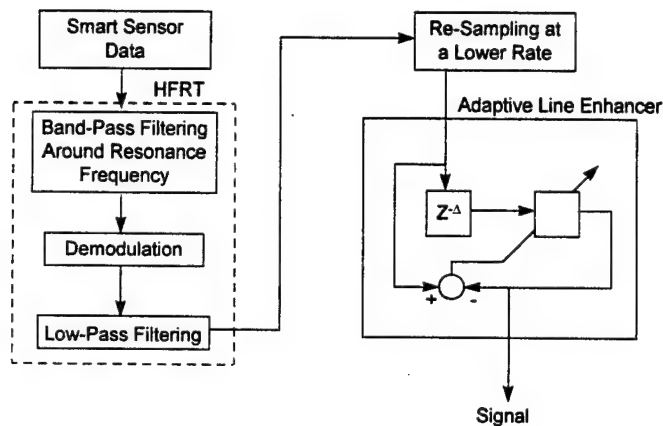 Smart Sensor
Data
HFRT
Band-Pass Filtering
Around Resonance
Frequency
Demodulation
Low-Pass Filtering
Re-Sampling at
a Lower Rate
Adaptive Line Enhancer
Z-Δ
+
-
Signal